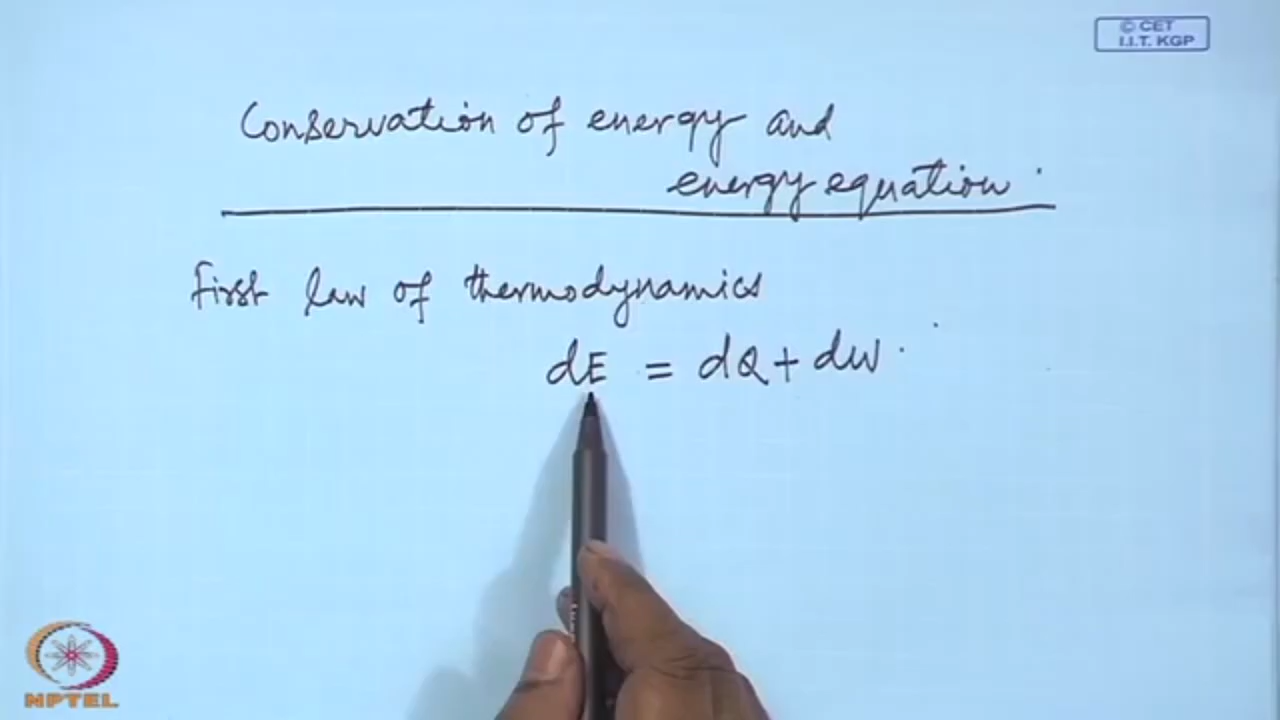 © CET
I.I.T. KGP
Conservation of energy and
energy equation
First law of thermodynamics
dE = dQ + dW.
NPTEL